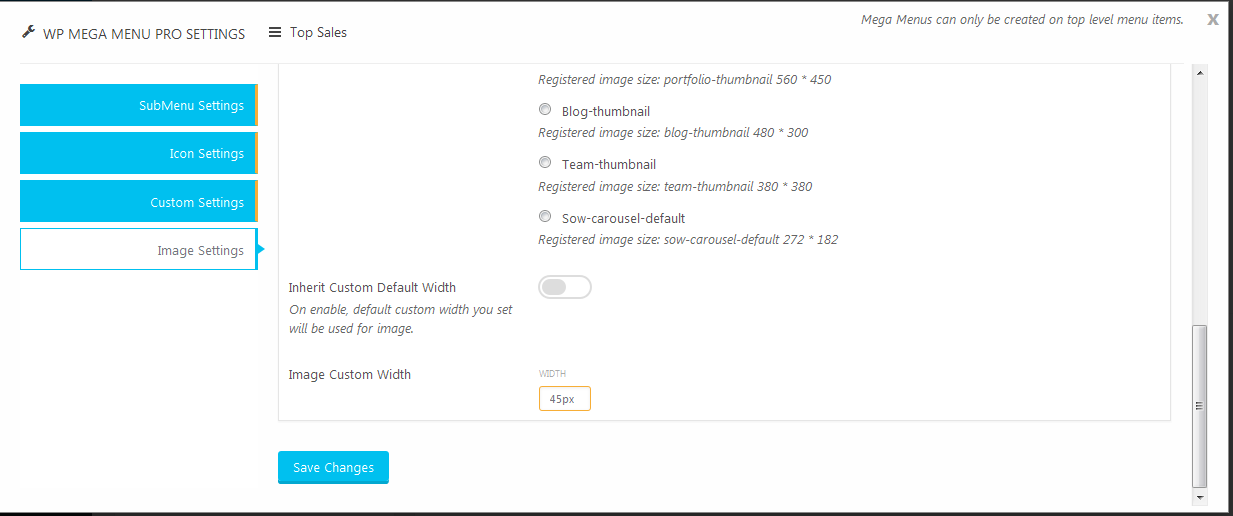 Mega Menus can only be created on top level menu items.
X
WP MEGA MENU PRO SETTINGS
Top Sales
SubMenu Settings
Icon Settings
Custom Settings
Image Settings
Registered image size: portfolio-thumbnail 560 * 450
Blog-thumbnail
Registered image size: blog-thumbnail 480 * 300
Team-thumbnail
Registered image size: team-thumbnail 380 * 380
Sow-carousel-default
Registered image size: sow-carousel-default 272 * 182
Inherit Custom Default Width
On enable, default custom width you set
will be used for image.
Image Custom Width
WIDTH
45px
Save Changes